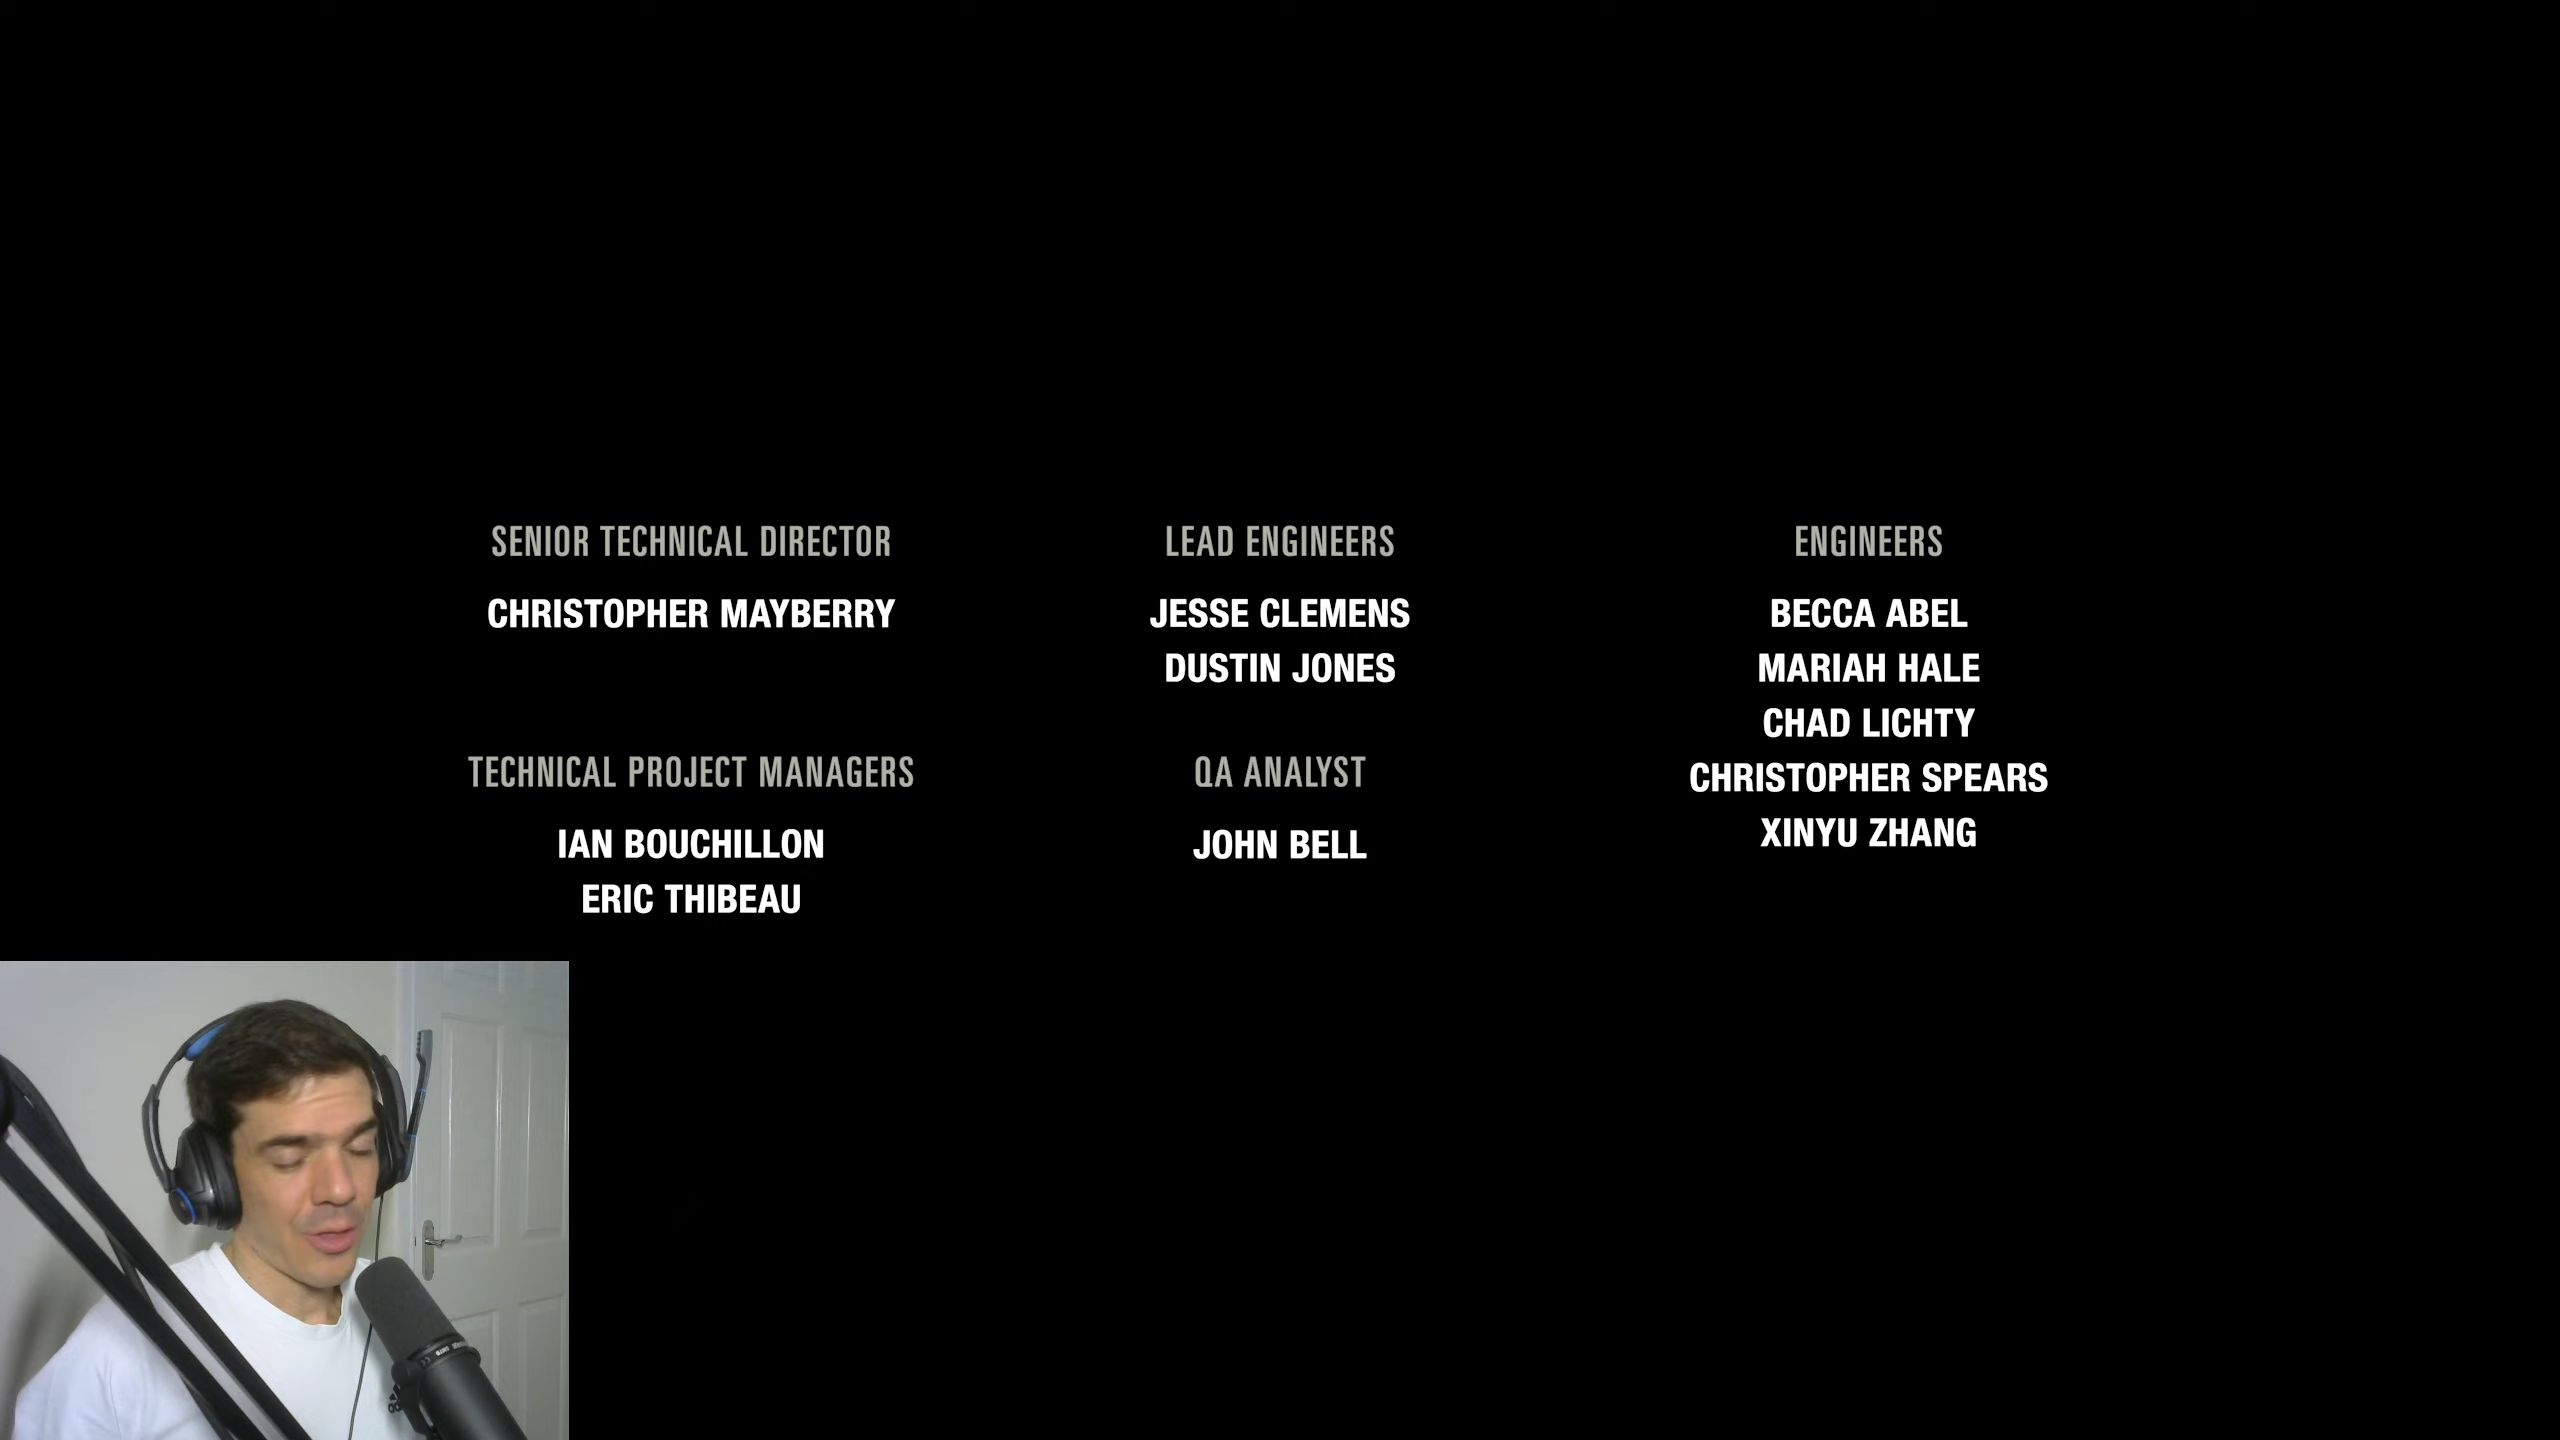 SENIOR TECHNICAL DIRECTOR
CHRISTOPHER MAYBERRY
LEAD ENGINEERS
JESSE CLEMENS
DUSTIN JONES
ENGINEERS
BECCA ABEL
MARIAH HALE
CHAD LICHTY
CHRISTOPHER SPEARS
XINYU ZHANG
TECHNICAL PROJECT MANAGERS
IAN BOUCHILLON
ERIC THIBEAU
QA ANALYST
JOHN BELL